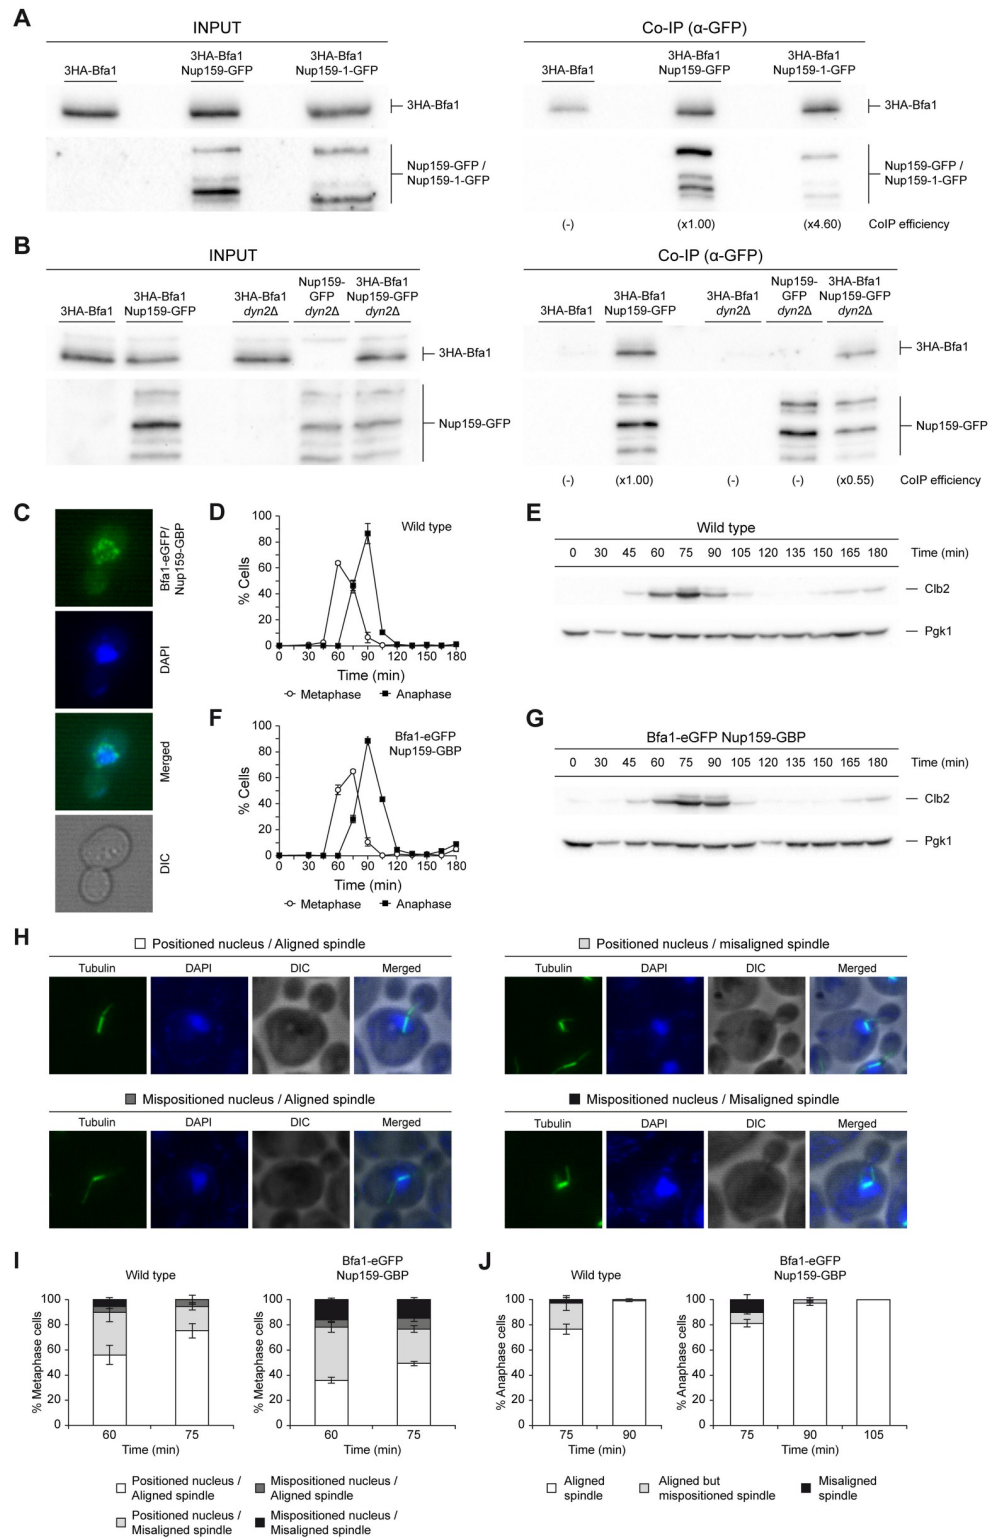 A
INPUT
Co-IP (α-GFP)
3HA-Bfa1
3HA-Bfa1
Nup159-GFP
3HA-Bfa1
Nup159-1-GFP
3HA-Bfa1
3HA-Bfa1
Nup159-GFP
3HA-Bfa1
Nup159-1-GFP
3HA-Bfa1
3HA-Bfa1
Nup159-GFP /
Nup159-1-GFP
Nup159-GFP /
Nup159-1-GFP
(-) (x1.00) (x4.60) CoIP efficiency
B
INPUT
Co-IP (α-GFP)
3HA-Bfa1
3HA-Bfa1
Nup159-GFP
3HA-Bfa1
dyn2Δ
Nup159-
GFP
dyn2Δ
3HA-Bfa1
Nup159-GFP
dyn2Δ
3HA-Bfa1
3HA-Bfa1
Nup159-GFP
3HA-Bfa1
dyn2Δ
Nup159-
GFP
dyn2Δ
3HA-Bfa1
Nup159-GFP
dyn2Δ
3HA-Bfa1
3HA-Bfa1
Nup159-GFP
Nup159-GFP
(-) (x1.00) (-) (-) (x0.55) CoIP efficiency
C
Bfa1-eGFP/
Nup159-GBP
DAPI
Merged
DIC
D
Wild type
% Cells
100
80
60
40
20
0
0 30 60 90 120 150 180
Time (min)
Metaphase Anaphase
E
Wild type
0 30 45 60 75 90 105 120 135 150 165 180 Time (min)
Clb2
Pgk1
F
Bfa1-eGFP
Nup159-GBP
% Cells
100
80
60
40
20
0
0 30 60 90 120 150 180
Time (min)
Metaphase Anaphase
G
Bfa1-eGFP Nup159-GBP
0 30 45 60 75 90 105 120 135 150 165 180 Time (min)
Clb2
Pgk1
H
Positioned nucleus / Aligned spindle
Tubulin DAPI DIC Merged
Positioned nucleus / misaligned spindle
Tubulin DAPI DIC Merged
Mispositioned nucleus / Aligned spindle
Tubulin DAPI DIC Merged
Mispositioned nucleus / Misaligned spindle
Tubulin DAPI DIC Merged
I
Wild type
% Metaphase cells
100
80
60
40
20
0
60 75
Time (min)
Bfa1-eGFP
Nup159-GBP
% Metaphase cells
100
80
60
40
20
0
60 75
Time (min)
Positioned nucleus /
Aligned spindle
Mispositioned nucleus /
Aligned spindle
Positioned nucleus /
Misaligned spindle
Mispositioned nucleus /
Misaligned spindle
J
Wild type
% Anaphase cells
100
80
60
40
20
0
75 90
Time (min)
Bfa1-eGFP
Nup159-GBP
% Anaphase cells
100
80
60
40
20
0
75 90 105
Time (min)
Aligned
spindle
Aligned but
mispositioned spindle
Misaligned
spindle